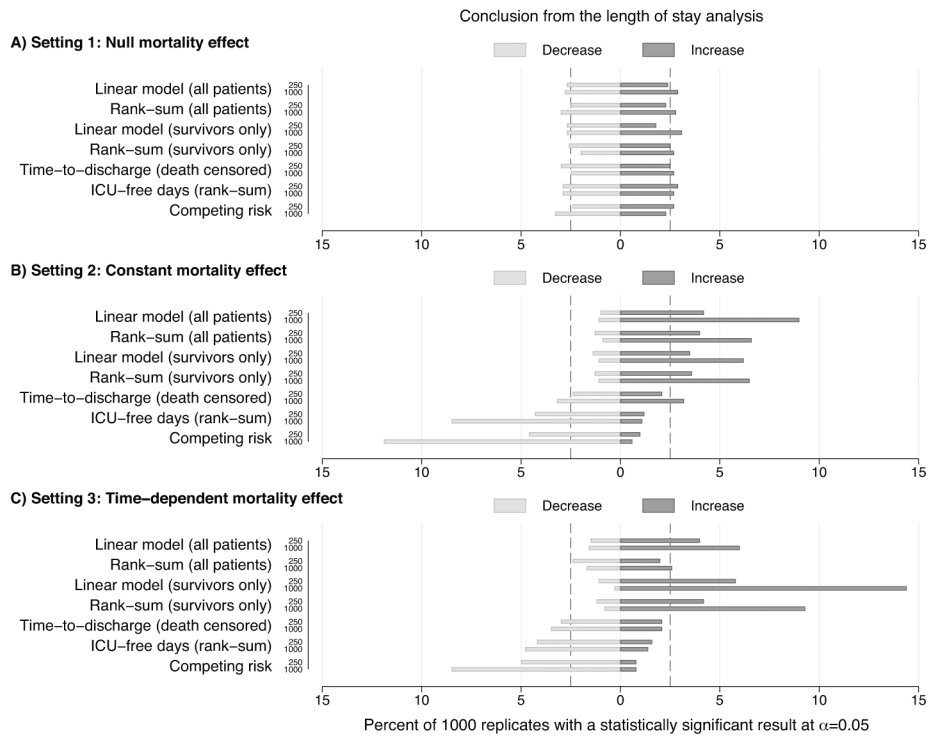 Conclusion from the length of stay analysis
A) Setting 1: Null mortality effect
Decrease Increase
Linear model (all patients) 250 1000
Rank−sum (all patients) 250 1000
Linear model (survivors only) 250 1000
Rank−sum (survivors only) 250 1000
Time−to−discharge (death censored) 250 1000
ICU−free days (rank−sum) 250 1000
Competing risk 250 1000
15 10 5 0 5 10 15
B) Setting 2: Constant mortality effect
Decrease Increase
Linear model (all patients) 250 1000
Rank−sum (all patients) 250 1000
Linear model (survivors only) 250 1000
Rank−sum (survivors only) 250 1000
Time−to−discharge (death censored) 250 1000
ICU−free days (rank−sum) 250 1000
Competing risk 250 1000
15 10 5 0 5 10 15
C) Setting 3: Time−dependent mortality effect
Decrease Increase
Linear model (all patients) 250 1000
Rank−sum (all patients) 250 1000
Linear model (survivors only) 250 1000
Rank−sum (survivors only) 250 1000
Time−to−discharge (death censored) 250 1000
ICU−free days (rank−sum) 250 1000
Competing risk 250 1000
15 10 5 0 5 10 15
Percent of 1000 replicates with a statistically significant result at α=0.05